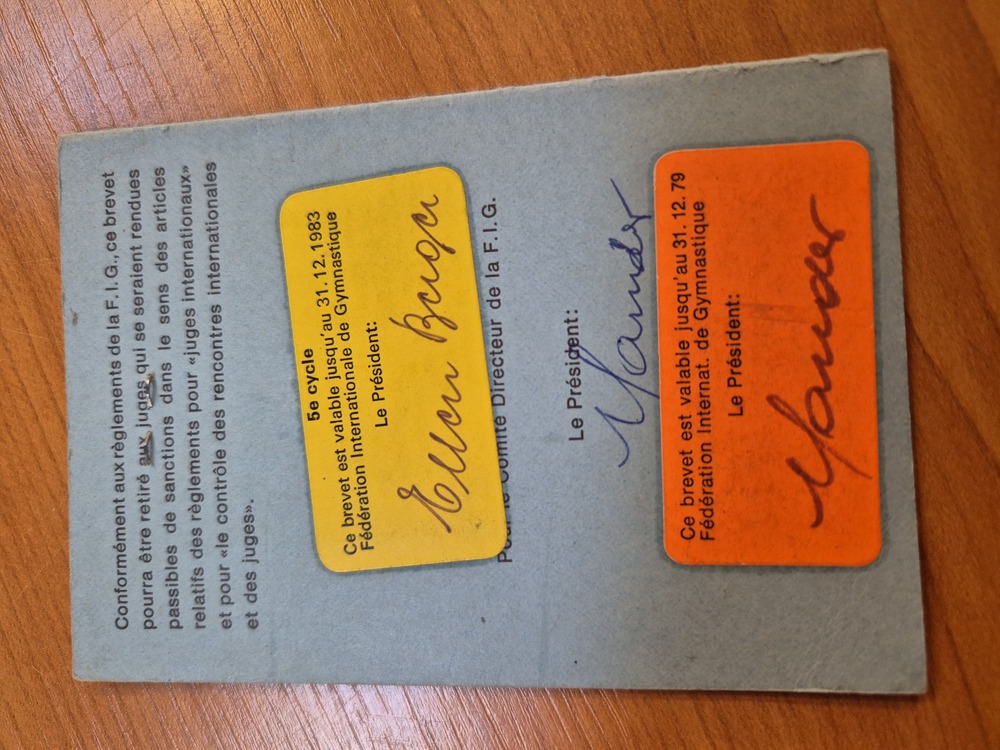 Conformément aux règlements de la F.I.G., ce brevet
pourra être retiré aux juges qui se seraient rendues
passibles de sanctions dans le sens des articles
relatifs des règlements pour «juges internationaux»
et pour «le contrôle des rencontres internationales
et des juges».
5e cycle
Ce brevet est valable jusqu'au 31.12.1983
Fédération Internationale de Gymnastique
Le Président:
Ellen Berger
Pour le Comité Directeur de la F.I.G.
Le Président:
Ce brevet est valable jusqu'au 31.12.79
Fédération Internat. de Gymnastique
Le Président: